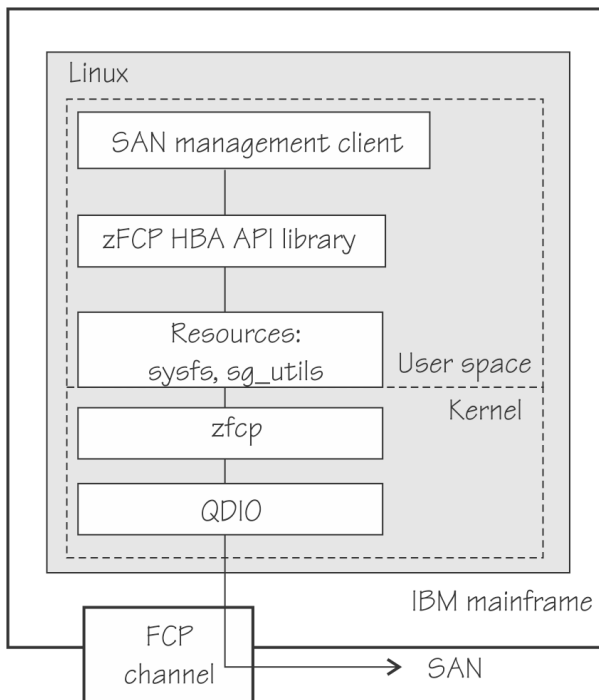 Linux
SAN management client
zFCP HBA API library
Resources:
sysfs, sg_utils
User space
Kernel
zfcp
QDIO
IBM mainframe
FCP
channel
SAN